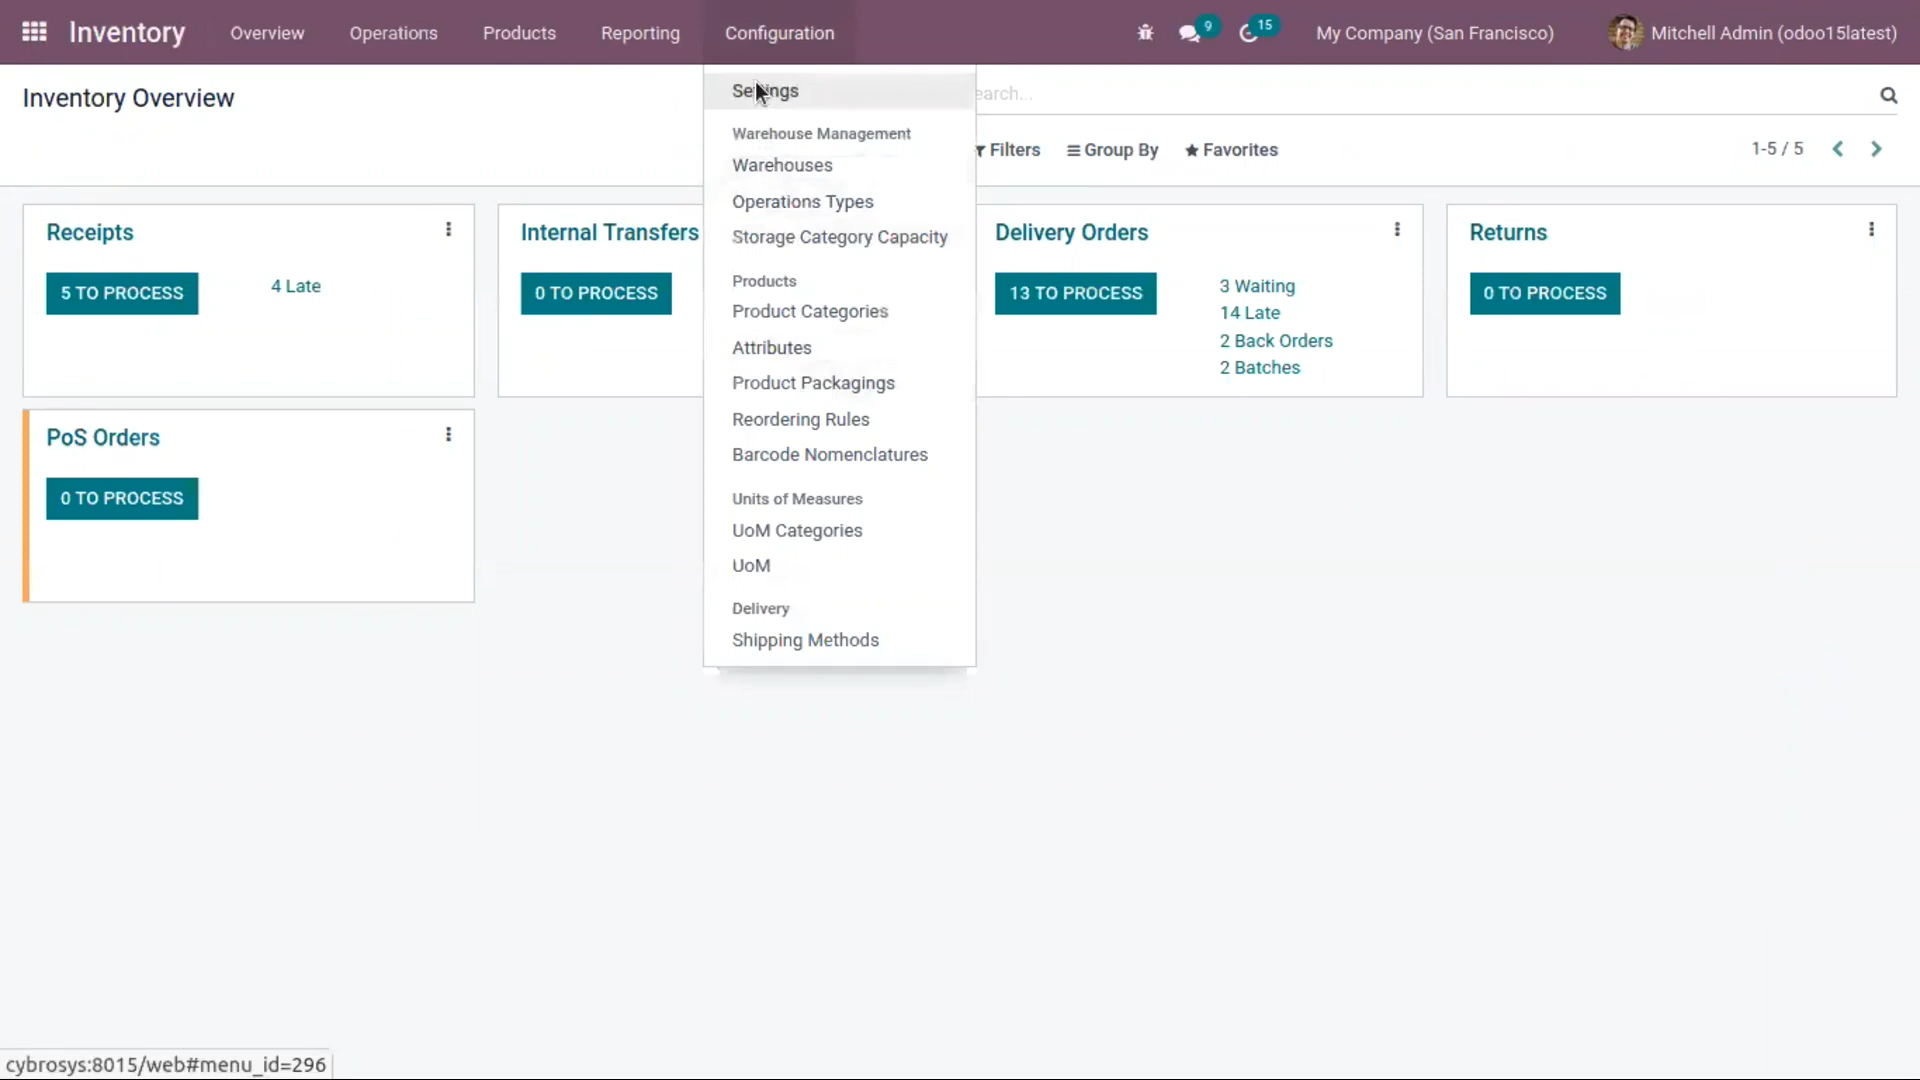 Inventory Overview Operations Products Reporting Configuration 9 15 My Company (San Francisco) Mitchell Admin (odoo15latest)
Inventory Overview
earch...
Filters Group By Favorites 1-5 / 5
Settings
Warehouse Management
Warehouses
Operations Types
Storage Category Capacity
Products
Product Categories
Attributes
Product Packagings
Reordering Rules
Barcode Nomenclatures
Units of Measures
UoM Categories
UoM
Delivery
Shipping Methods
Receipts
5 TO PROCESS 4 Late
Internal Transfers
0 TO PROCESS
Delivery Orders
13 TO PROCESS 3 Waiting
14 Late
2 Back Orders
2 Batches
Returns
0 TO PROCESS
PoS Orders
0 TO PROCESS
cybrosys:8015/web#menu_id=296